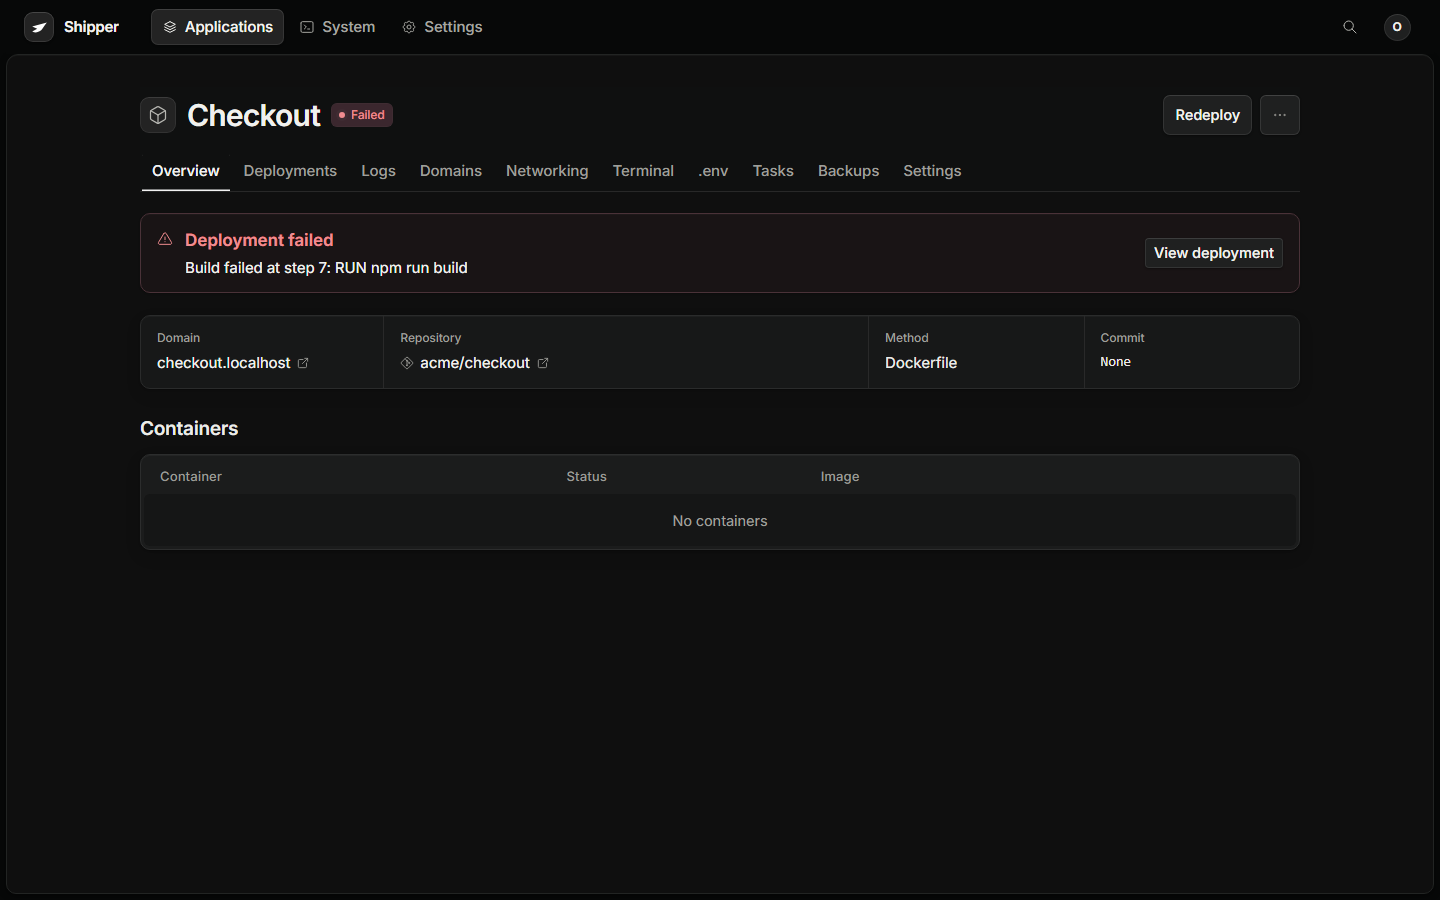 Shipper
Applications
System
Settings
O
Checkout
Failed
Redeploy
...
Overview
Deployments
Logs
Domains
Networking
Terminal
.env
Tasks
Backups
Settings
Deployment failed
Build failed at step 7: RUN npm run build
View deployment
Domain
checkout.localhost
Repository
acme/checkout
Method
Dockerfile
Commit
None
Containers
Container
Status
Image
No containers